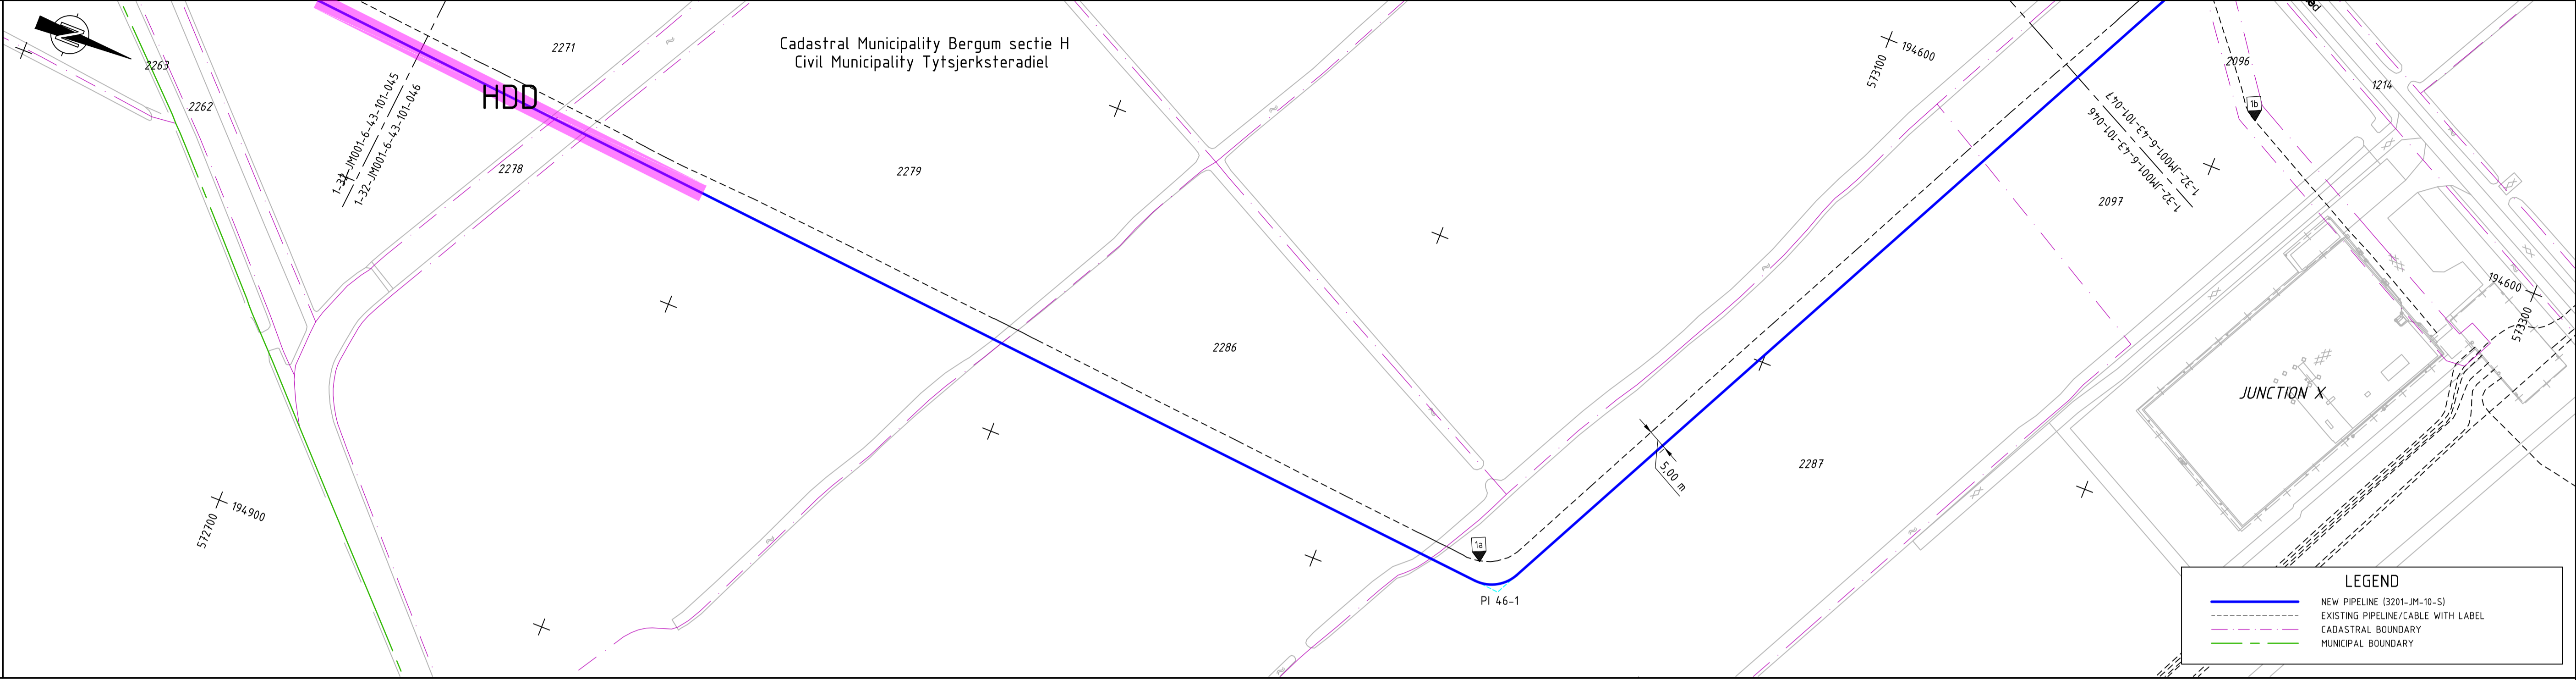 N
2263
2262
1-32-JM001-6-43-101-045
1-32-JM001-6-43-101-046
2271
HDD
2278
Cadastral Municipality Bergum sectie H
Civil Municipality Tytsjerksteradiel
2279
573100
194600
1-32-JM001-6-43-101-047
1-32-JM001-6-43-101-046
2096
1b
1214
2097
2286
194600
573300
JUNCTION X
572700
194900
5,00 m
2287
1a
PI 46-1
LEGEND
NEW PIPELINE (3201-JM-10-S)
EXISTING PIPELINE/CABLE WITH LABEL
CADASTRAL BOUNDARY
MUNICIPAL BOUNDARY